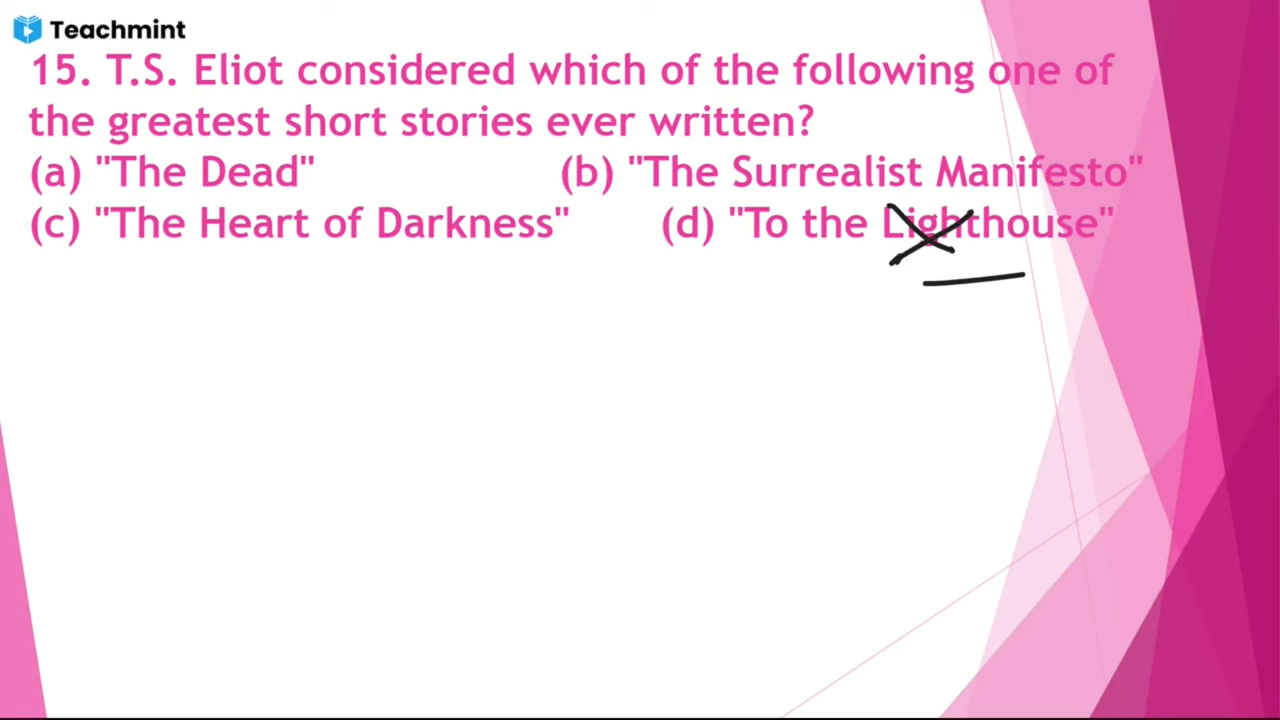 Teachmint
15. T.S. Eliot considered which of the following one of
the greatest short stories ever written?
(a) "The Dead" (b) "The Surrealist Manifesto"
(c) "The Heart of Darkness" (d) "To the Lighthouse"